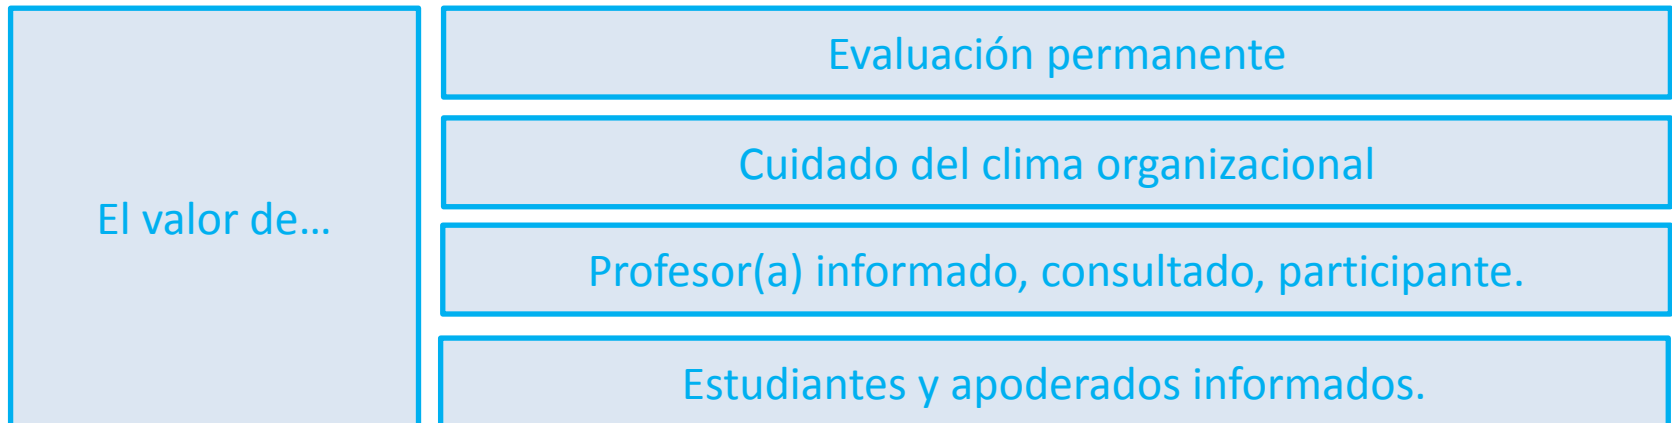 El valor de...
Evaluación permanente
Cuidado del clima organizacional
Profesor(a) informado, consultado, participante.
Estudiantes y apoderados informados.